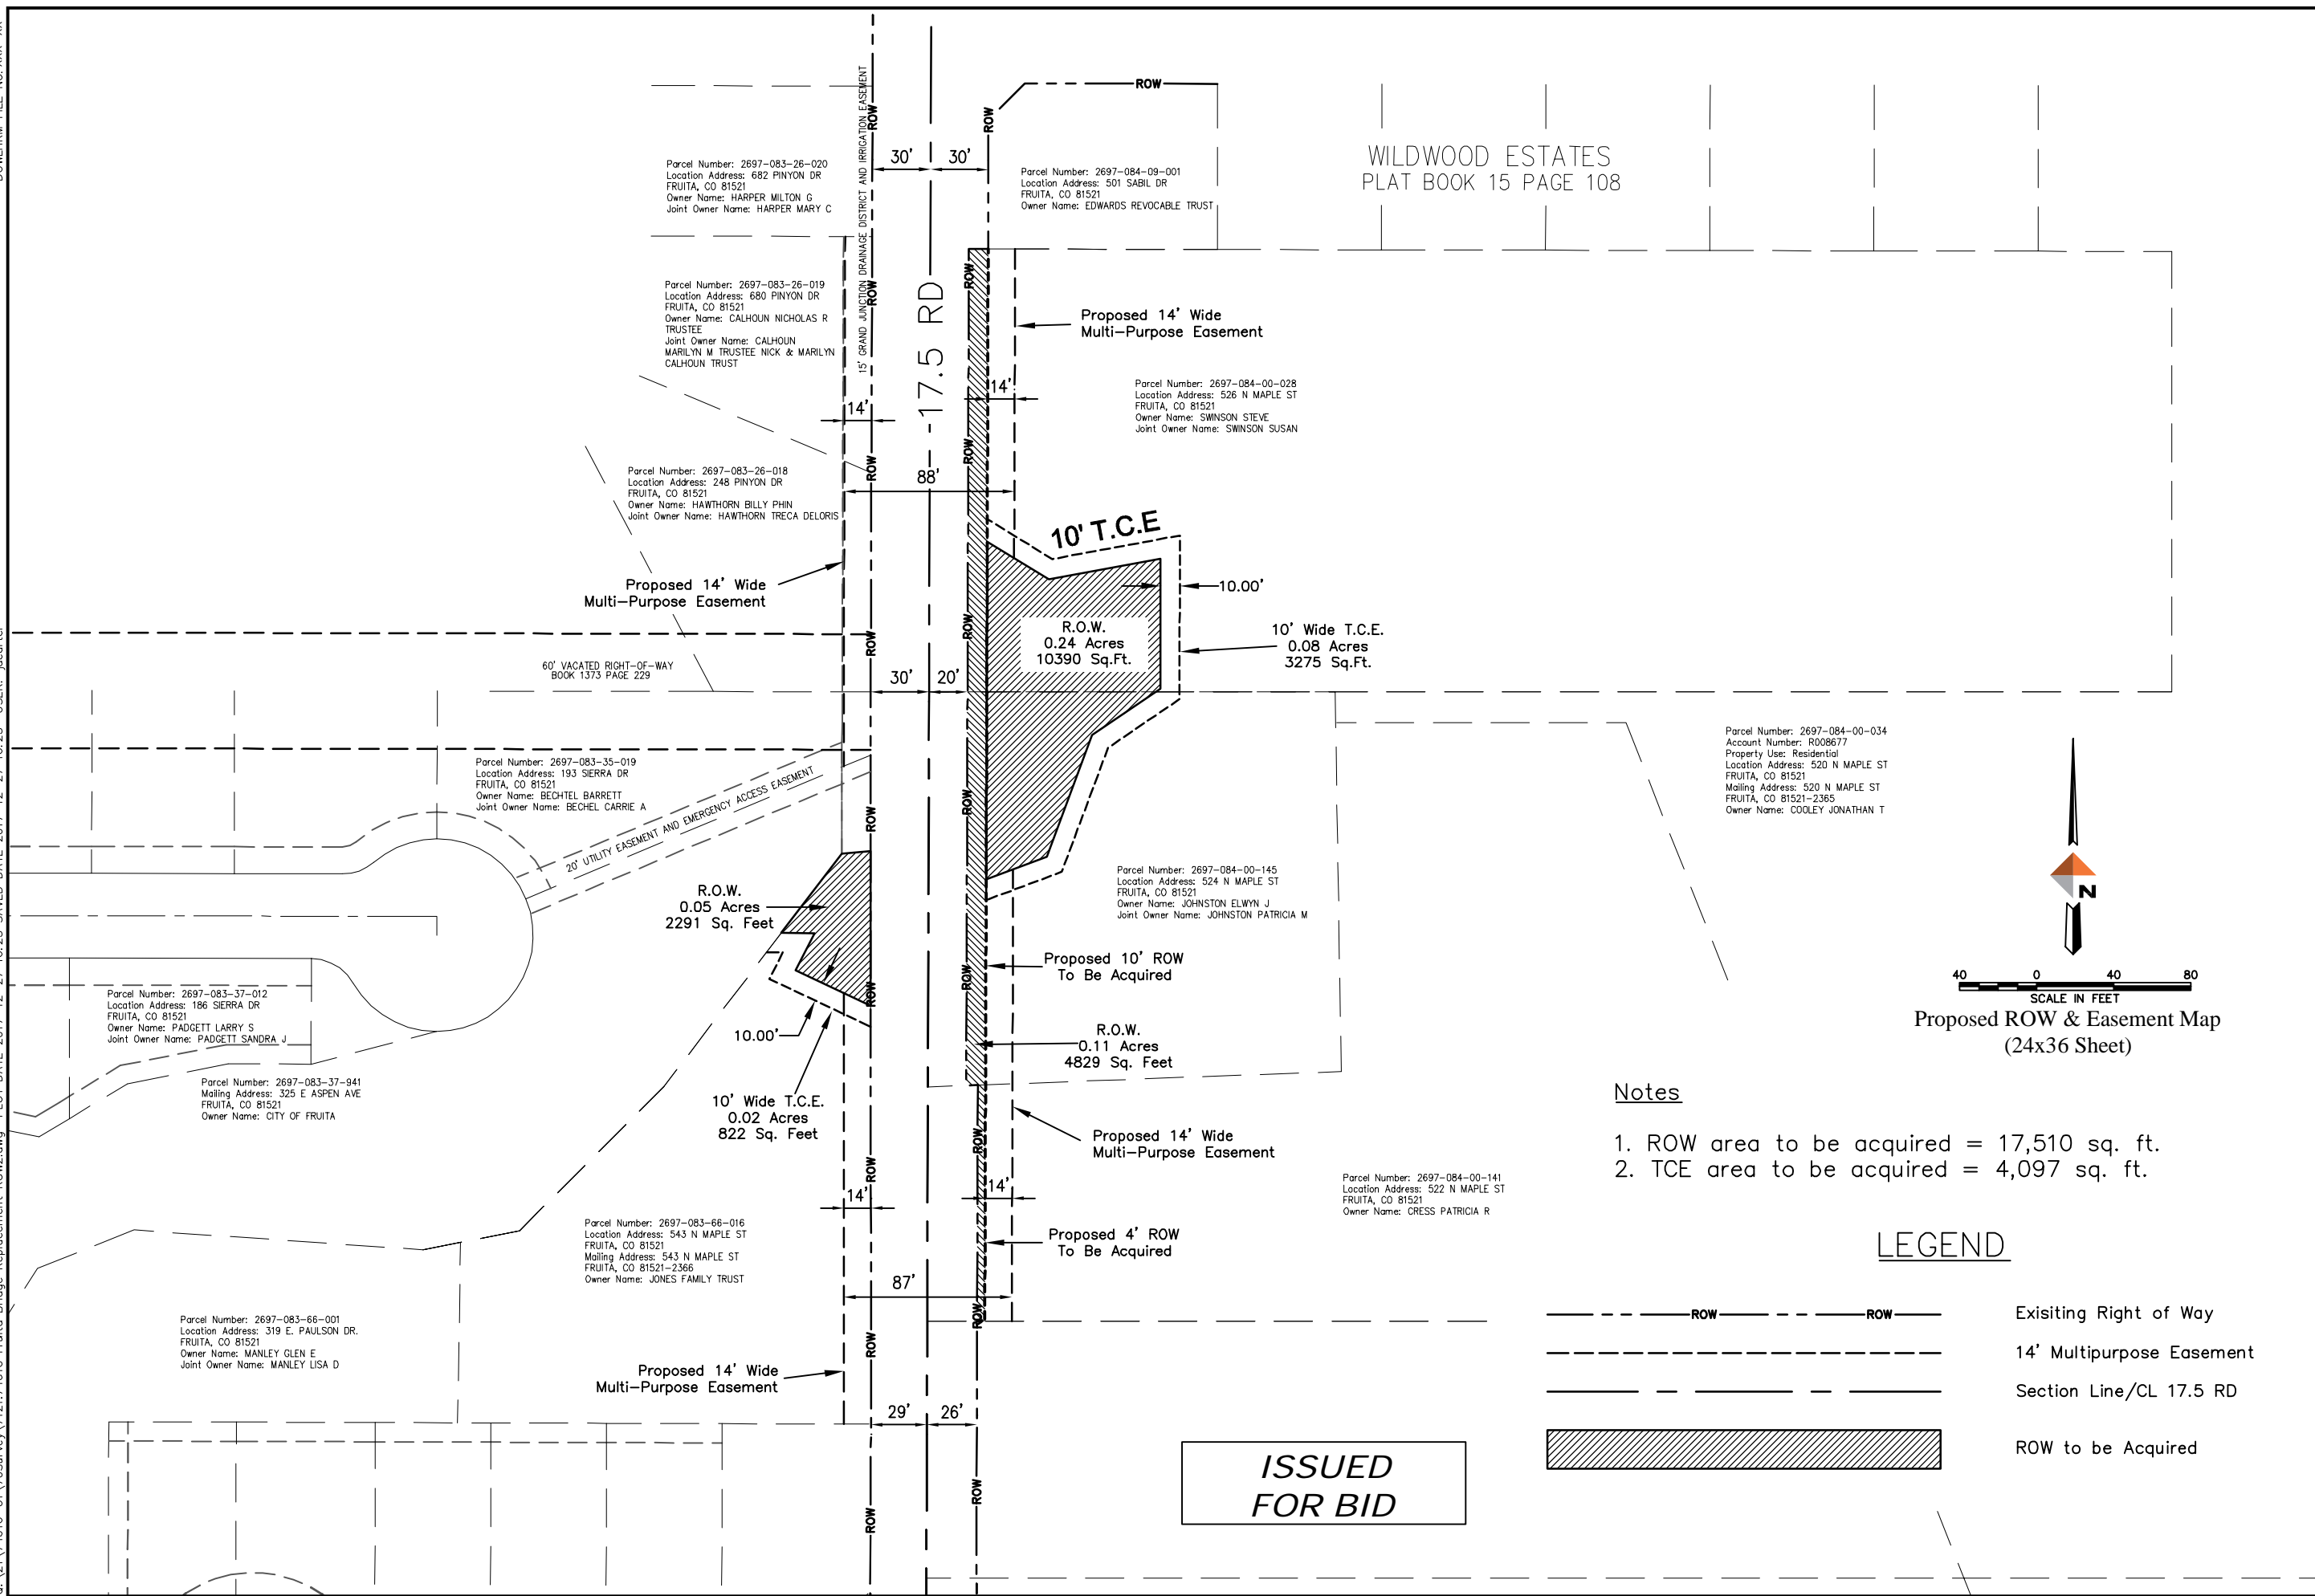 15' GRAND JUNCTION DRAINAGE DISTRICT AND IRRIGATION EASEMENT
ROW
ROW
ROW
30'
30'
Parcel Number: 2697-083-26-020
Location Address: 682 PINYON DR
FRUITA, CO 81521
Owner Name: HARPER MILTON G
Joint Owner Name: HARPER MARY C
Parcel Number: 2697-084-09-001
Location Address: 501 SABIL DR
FRUITA, CO 81521
Owner Name: EDWARDS REVOCABLE TRUST
WILDWOOD ESTATES
PLAT BOOK 15 PAGE 108
Parcel Number: 2697-083-26-019
Location Address: 680 PINYON DR
FRUITA, CO 81521
Owner Name: CALHOUN NICHOLAS R
TRUSTEE
Joint Owner Name: CALHOUN
MARILYN M TRUSTEE NICK & MARILYN
CALHOUN TRUST
ROW
ROW
17.5 RD
Proposed 14' Wide
Multi-Purpose Easement
14'
14'
Parcel Number: 2697-084-00-028
Location Address: 526 N MAPLE ST
FRUITA, CO 81521
Owner Name: SWINSON STEVE
Joint Owner Name: SWINSON SUSAN
ROW
ROW
88'
Parcel Number: 2697-083-26-018
Location Address: 248 PINYON DR
FRUITA, CO 81521
Owner Name: HAWTHORN BILLY PHIN
Joint Owner Name: HAWTHORN TRECA DELORIS
10' T.C.E
10.00'
Proposed 14' Wide
Multi-Purpose Easement
ROW
ROW
R.O.W.
0.24 Acres
10390 Sq.Ft.
10' Wide T.C.E.
0.08 Acres
3275 Sq.Ft.
60' VACATED RIGHT-OF-WAY
BOOK 1373 PAGE 229
30'
20'
Parcel Number: 2697-083-35-019
Location Address: 193 SIERRA DR
FRUITA, CO 81521
Owner Name: BECHTEL BARRETT
Joint Owner Name: BECHEL CARRIE A
20' UTILITY EASEMENT AND EMERGENCY ACCESS EASEMENT
ROW
ROW
Parcel Number: 2697-084-00-034
Account Number: R008677
Property Use: Residential
Location Address: 520 N MAPLE ST
FRUITA, CO 81521
Mailing Address: 520 N MAPLE ST
FRUITA, CO 81521-2365
Owner Name: COOLEY JONATHAN T
R.O.W.
0.05 Acres
2291 Sq. Feet
Parcel Number: 2697-084-00-145
Location Address: 524 N MAPLE ST
FRUITA, CO 81521
Owner Name: JOHNSTON ELWYN J
Joint Owner Name: JOHNSTON PATRICIA M
N
Proposed 10' ROW
To Be Acquired
ROW
ROW
40 0 40 80
SCALE IN FEET
Proposed ROW & Easement Map
(24x36 Sheet)
Parcel Number: 2697-083-37-012
Location Address: 186 SIERRA DR
FRUITA, CO 81521
Owner Name: PADGETT LARRY S
Joint Owner Name: PADGETT SANDRA J
10.00'
R.O.W.
0.11 Acres
4829 Sq. Feet
Parcel Number: 2697-083-37-941
Mailing Address: 325 E ASPEN AVE
FRUITA, CO 81521
Owner Name: CITY OF FRUITA
10' Wide T.C.E.
0.02 Acres
822 Sq. Feet
Notes
1. ROW area to be acquired = 17,510 sq. ft.
2. TCE area to be acquired = 4,097 sq. ft.
Proposed 14' Wide
Multi-Purpose Easement
ROW
ROW
14'
14'
Parcel Number: 2697-084-00-141
Location Address: 522 N MAPLE ST
FRUITA, CO 81521
Owner Name: CRESS PATRICIA R
Parcel Number: 2697-083-66-016
Location Address: 543 N MAPLE ST
FRUITA, CO 81521
Mailing Address: 543 N MAPLE ST
FRUITA, CO 81521-2366
Owner Name: JONES FAMILY TRUST
Proposed 4' ROW
To Be Acquired
87'
LEGEND
ROW ROW Exisiting Right of Way
14' Multipurpose Easement
Section Line/CL 17.5 RD
ROW to be Acquired
Parcel Number: 2697-083-66-001
Location Address: 319 E. PAULSON DR.
FRUITA, CO 81521
Owner Name: MANLEY GLEN E
Joint Owner Name: MANLEY LISA D
ROW
ROW
Proposed 14' Wide
Multi-Purpose Easement
29'
26'
ROW
ROW
ISSUED
FOR BID